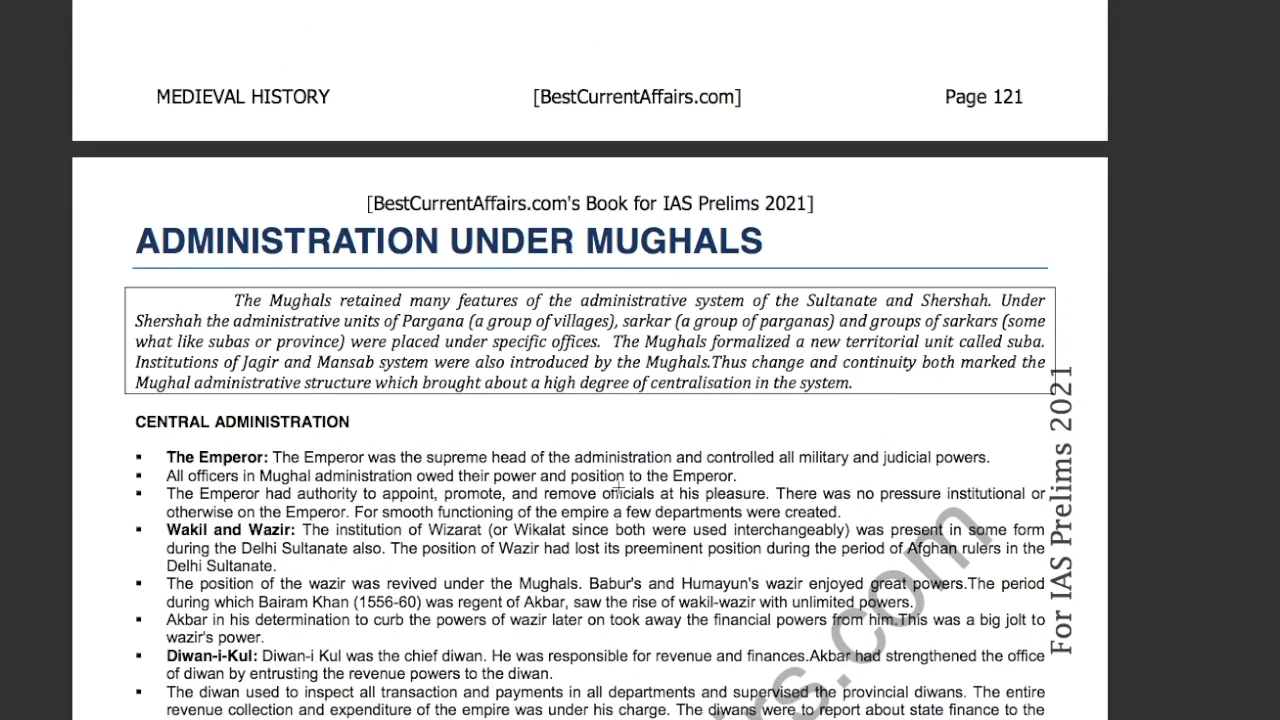 MEDIEVAL HISTORY [BestCurrentAffairs.com] Page 121
[BestCurrentAffairs.com's Book for IAS Prelims 2021]
ADMINISTRATION UNDER MUGHALS
The Mughals retained many features of the administrative system of the Sultanate and Shershah. Under
Shershah the administrative units of Pargana (a group of villages), sarkar (a group of parganas) and groups of sarkars (some
what like subas or province) were placed under specific offices. The Mughals formalized a new territorial unit called suba.
Institutions of Jagir and Mansab system were also introduced by the Mughals.Thus change and continuity both marked the
Mughal administrative structure which brought about a high degree of centralisation in the system.
CENTRAL ADMINISTRATION
▪ The Emperor: The Emperor was the supreme head of the administration and controlled all military and judicial powers.
▪ All officers in Mughal administration owed their power and position to the Emperor.
▪ The Emperor had authority to appoint, promote, and remove officials at his pleasure. There was no pressure institutional or
otherwise on the Emperor. For smooth functioning of the empire a few departments were created.
▪ Wakil and Wazir: The institution of Wizarat (or Wikalat since both were used interchangeably) was present in some form
during the Delhi Sultanate also. The position of Wazir had lost its preeminent position during the period of Afghan rulers in the
Delhi Sultanate.
▪ The position of the wazir was revived under the Mughals. Babur's and Humayun's wazir enjoyed great powers.The period
during which Bairam Khan (1556-60) was regent of Akbar, saw the rise of wakil-wazir with unlimited powers.
▪ Akbar in his determination to curb the powers of wazir later on took away the financial powers from him.This was a big jolt to
wazir's power.
▪ Diwan-i-Kul: Diwan-i Kul was the chief diwan. He was responsible for revenue and finances.Akbar had strengthened the office
of diwan by entrusting the revenue powers to the diwan.
▪ The diwan used to inspect all transaction and payments in all departments and supervised the provincial diwans. The entire
revenue collection and expenditure of the empire was under his charge. The diwans were to report about state finance to the
For IAS Prelims 2021
irs.com